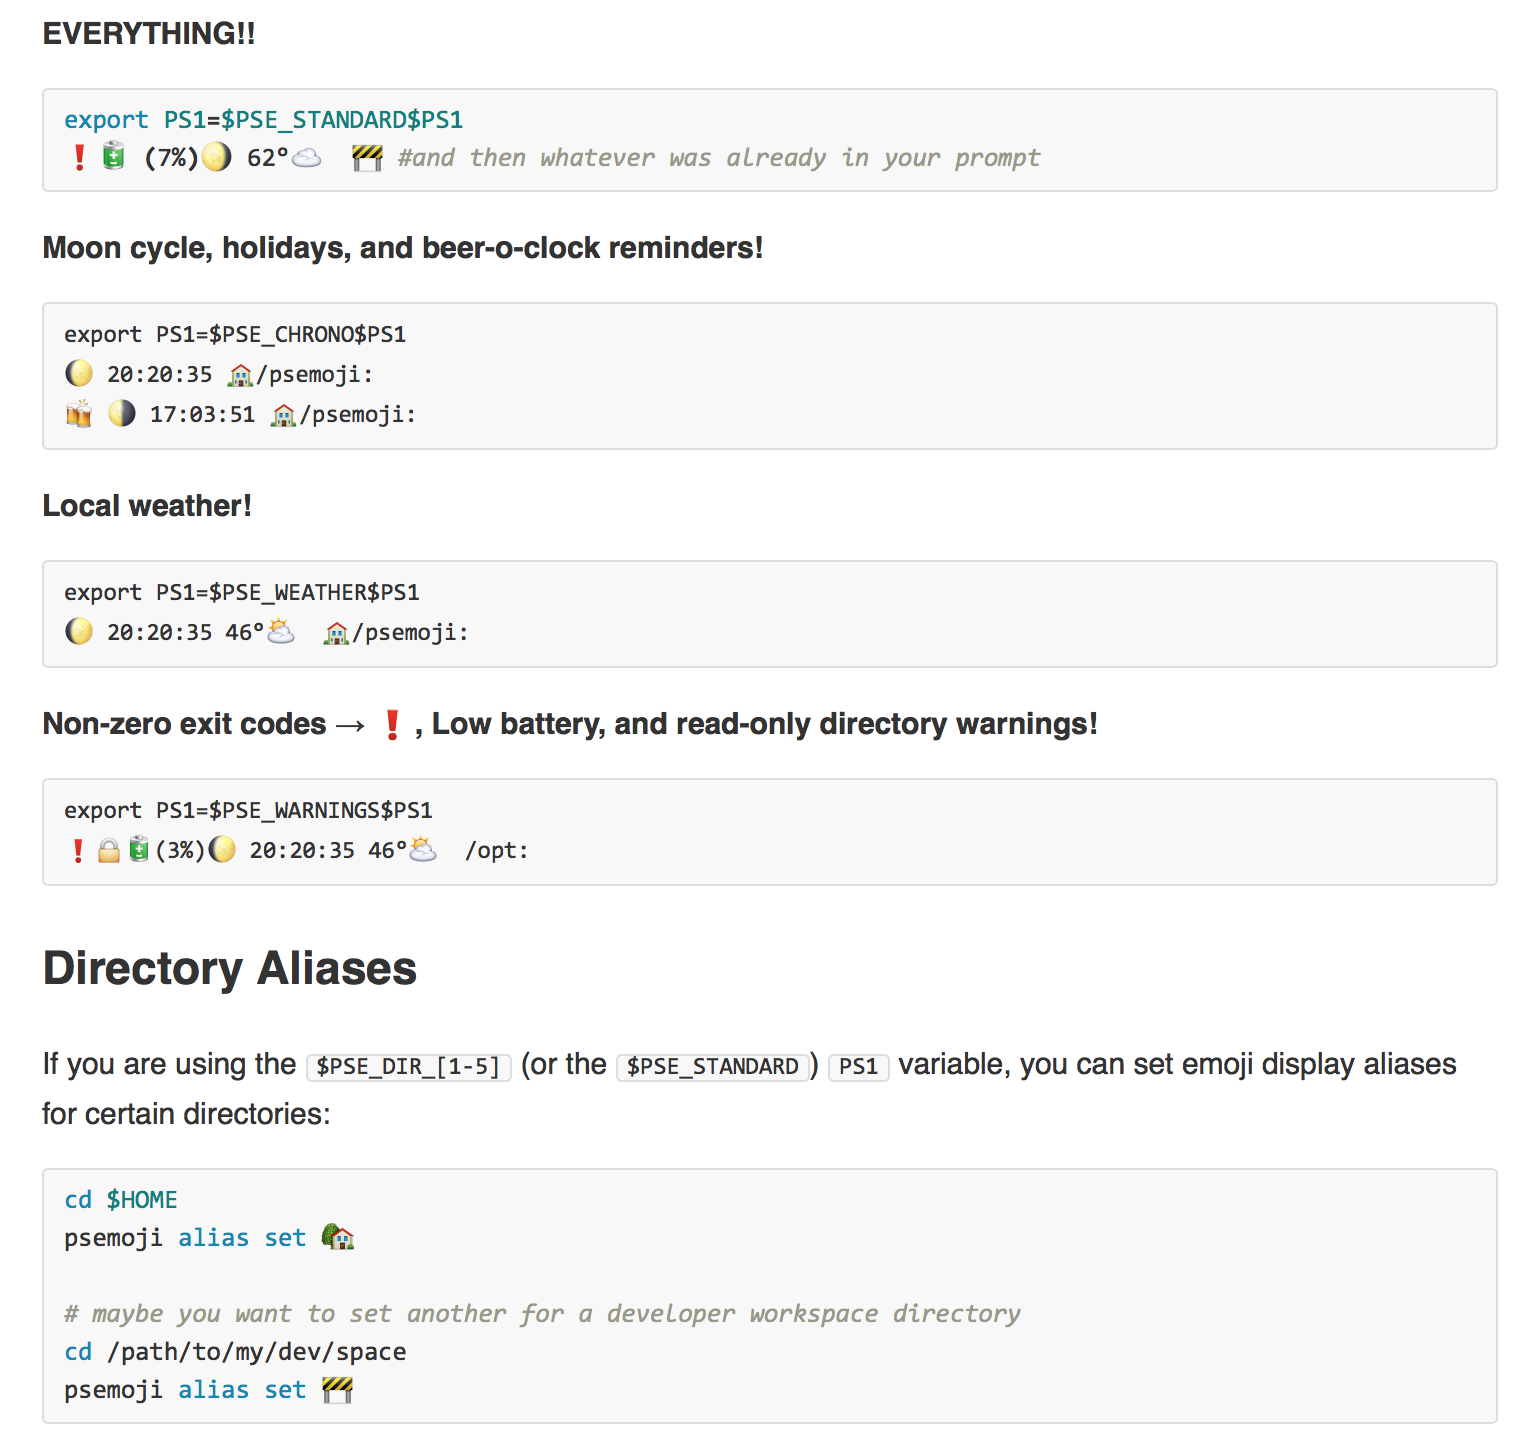 EVERYTHING!!
export PS1=$PSE_STANDARD$PS1
❗🔋 (7%)🌖 62°☁️  🚧 #and then whatever was already in your prompt
Moon cycle, holidays, and beer-o-clock reminders!
export PS1=$PSE_CHRONO$PS1
🌔 20:20:35 🏠/psemoji:
🍻 🌗 17:03:51 🏠/psemoji:
Local weather!
export PS1=$PSE_WEATHER$PS1
🌔 20:20:35 46°🌤  🏠/psemoji:
Non-zero exit codes → ❗ , Low battery, and read-only directory warnings!
export PS1=$PSE_WARNINGS$PS1
❗🔒🔋(3%)🌔 20:20:35 46°🌤  /opt:
Directory Aliases
If you are using the $PSE_DIR_[1-5] (or the $PSE_STANDARD) PS1 variable, you can set emoji display aliases
for certain directories:
cd $HOME
psemoji alias set 🏡
# maybe you want to set another for a developer workspace directory
cd /path/to/my/dev/space
psemoji alias set 🚧